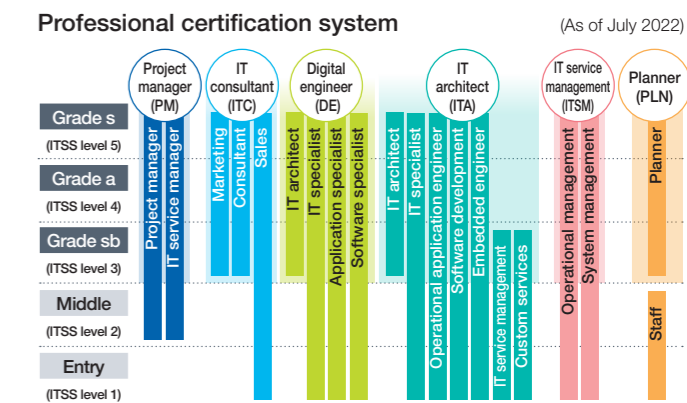 Professional certification system
(As of July 2022)
Project
manager
(PM)
IT
consultant
(ITC)
Digital
engineer
(DE)
IT
architect
(ITA)
IT service
management
(ITSM)
Planner
(PLN)
Grade s
(ITSS level 5)
Grade a
(ITSS level 4)
Grade sb
(ITSS level 3)
Middle
(ITSS level 2)
Entry
(ITSS level 1)
Project manager
IT service manager
Marketing
Consultant
Sales
IT architect
IT specialist
Application specialist
Software specialist
IT architect
IT specialist
Operational application engineer
Software development
Embedded engineer
IT service management
Custom services
Operational management
System management
Planner
Staff